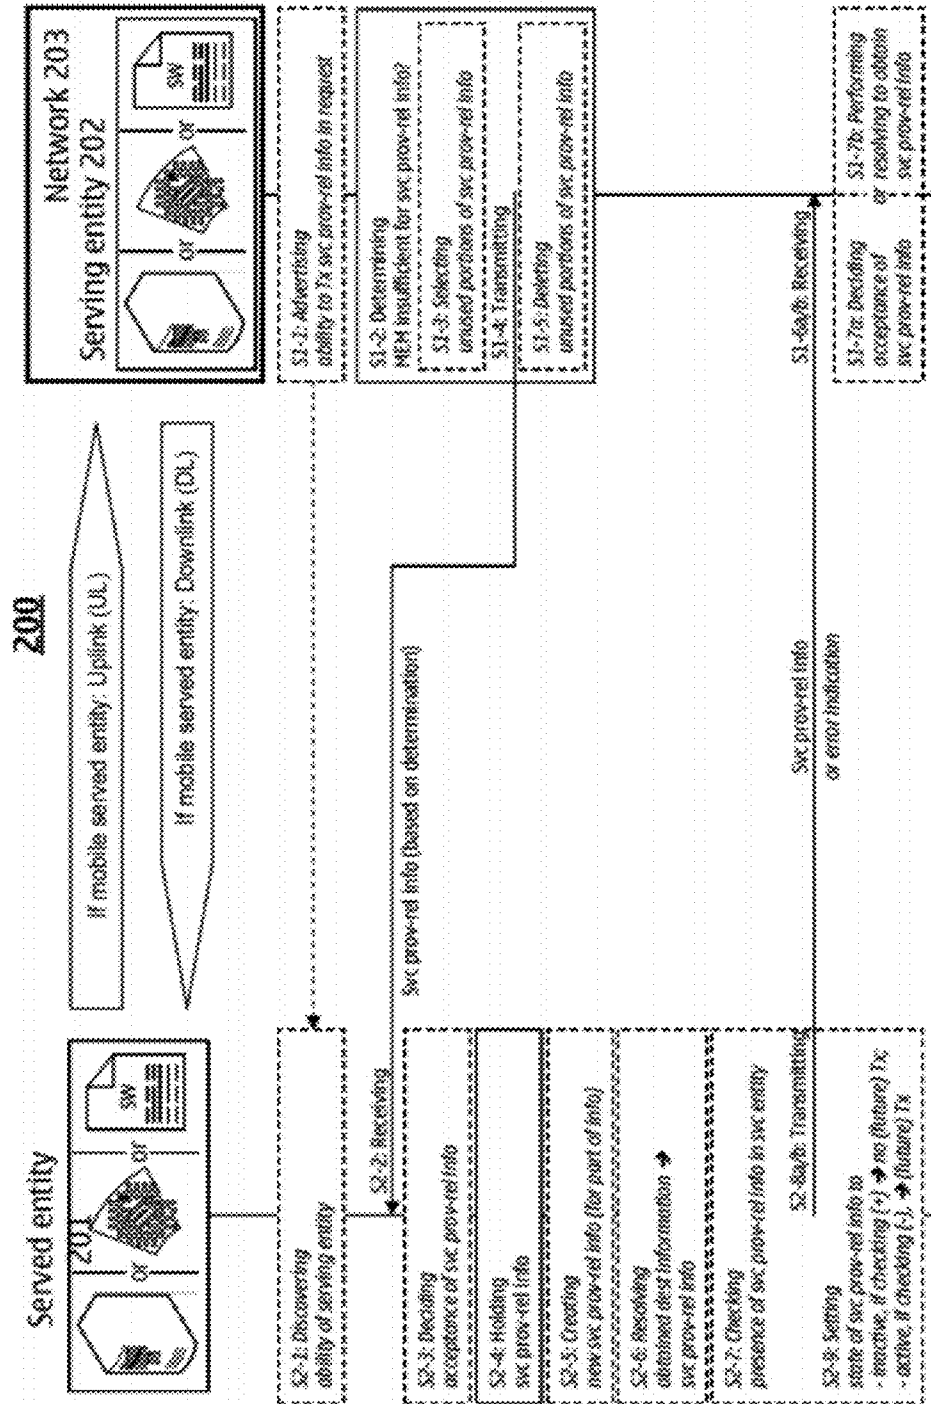 200
Served entity
201
or
or
SW
If mobile served entity: Uplink (UL)
If mobile served entity: Downlink (DL)
Network 203
Serving entity 202
or
or
SW
S2-1: Discovering
ability of serving entity
S1-1: Advertising
ability to Tx svc prov-rel info in request
S1-2: Determining
MEM insufficient for svc prov-rel info?
S1-3: Selecting
unused portions of svc prov-rel info
S1-4: Transmitting
S1-5: Deleting
unused portions of svc prov-rel info
S2-2: Receiving
Svc prov-rel info (based on determination)
S2-3: Deciding
acceptance of svc prov-rel info
S2-4: Holding
svc prov-rel info
S2-5: Creating
new svc prov-rel info (for part of info)
S2-6: Resolving
obtained dest information ➔
svc prov-rel info
S2-7: Checking
presence of svc prov-rel info in svc entity
S2-8a/b: Transmitting
Svc prov-rel info
or error indication
S1-6a/b: Receiving
S2-9: Setting
state of svc prov-rel info to
- inactive, if checking (+) ➔ no (future) Tx;
- active, if checking (-), ➔ (future) Tx
S1-7a: Deciding
acceptance of
svc prov-rel info
or
S1-7b: Performing
resolving to obtain
svc prov-rel info